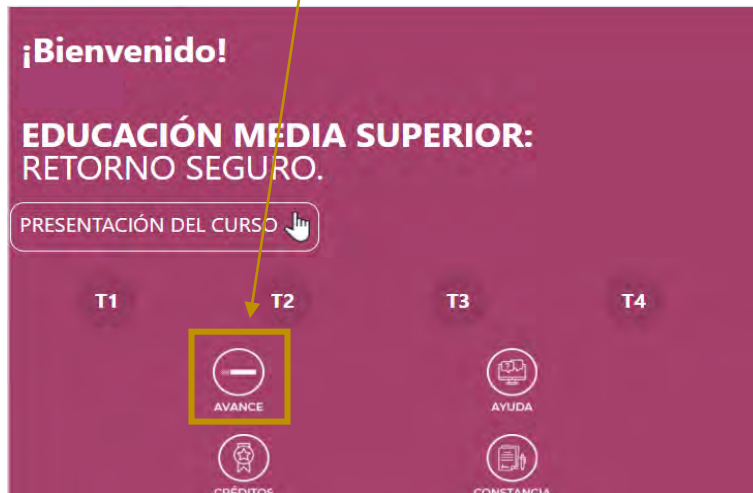 ¡Bienvenido!
EDUCACIÓN MEDIA SUPERIOR:
RETORNO SEGURO.
PRESENTACIÓN DEL CURSO
T1 T2 T3 T4
AVANCE AYUDA
CRÉDITOS CONSTANCIA